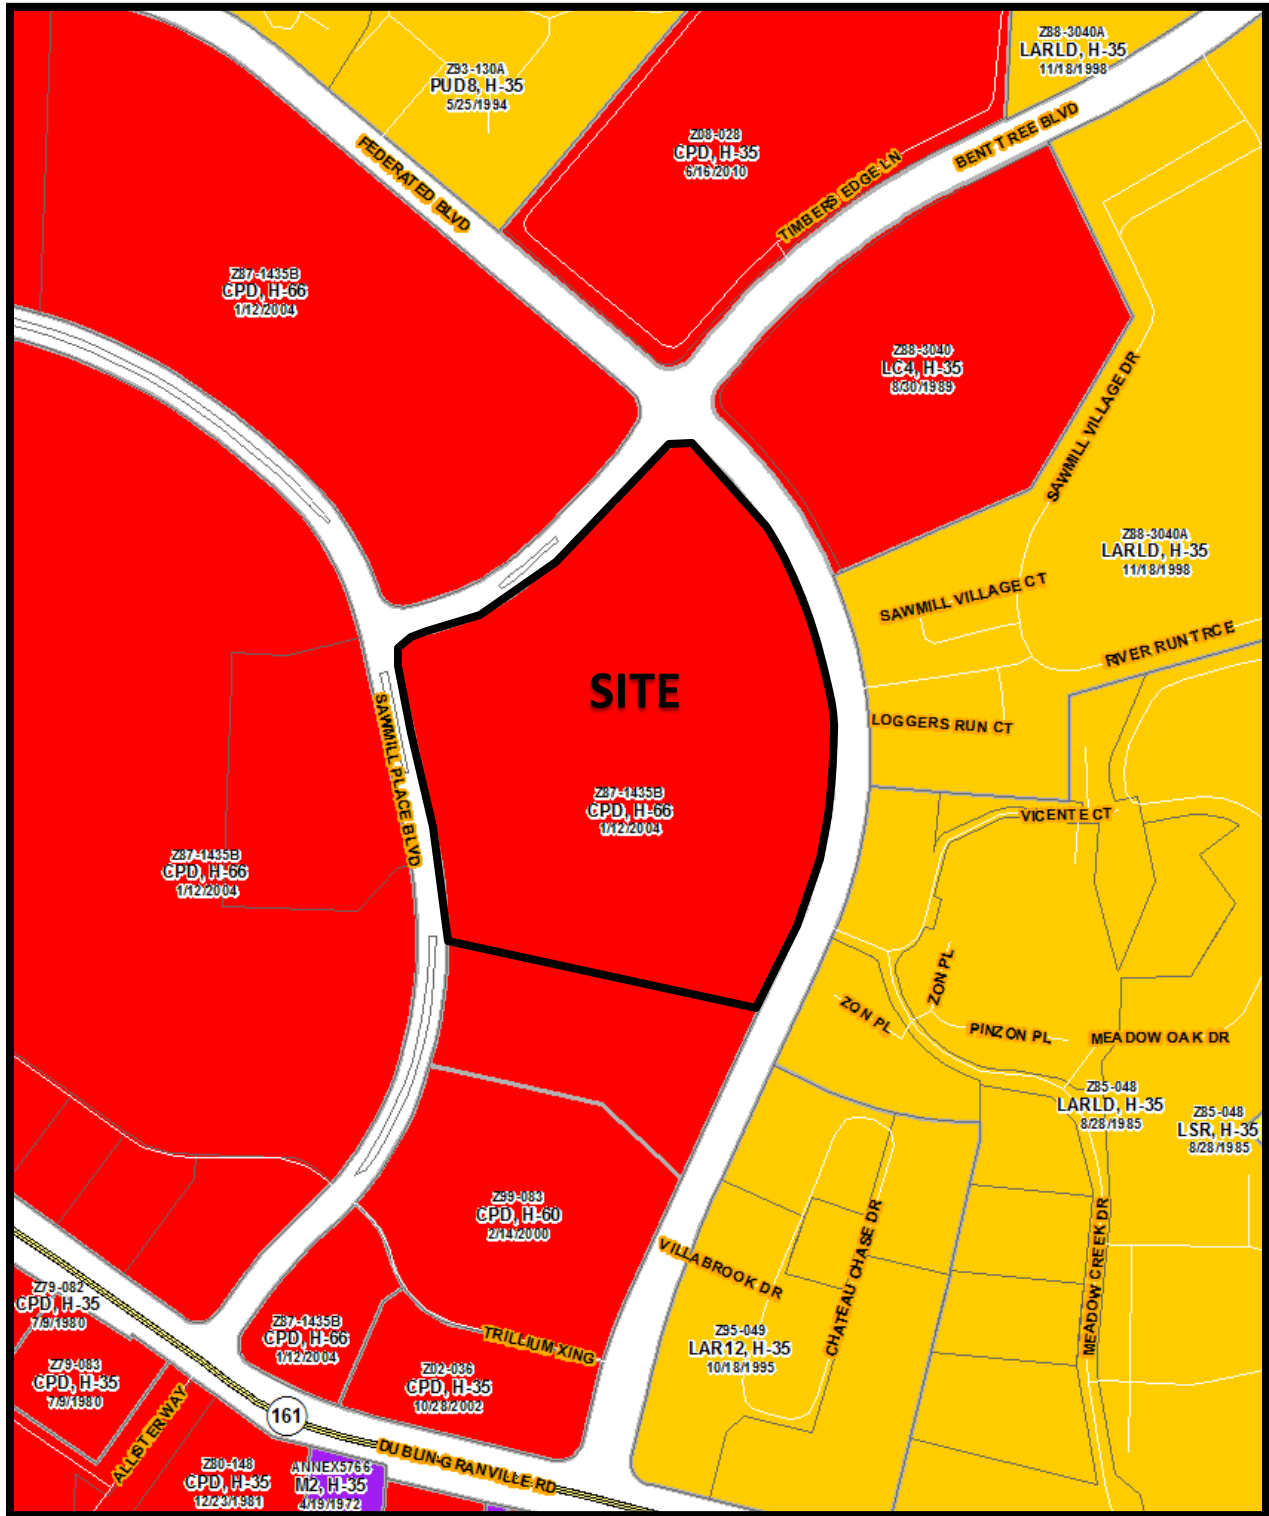 Z88-3040A
LARLD, H-35
11/18/1998
Z93-130A
PUD8, H-35
5/25/1994
FEDERATED BLVD
Z08-028
CPD, H-35
6/16/2010
BENT TREE BLVD
TIMBERS EDGE LN
Z87-1435B
CPD, H-66
1/12/2004
Z88-3040
LC4, H-35
8/30/1989
SAWMILL VILLAGE DR
Z88-3040A
LARLD, H-35
11/18/1998
SAWMILL VILLAGE CT
RIVER RUN TRCE
SITE
LOGGERS RUN CT
SAWMILL PLACE BLVD
Z87-1435B
CPD, H-66
1/12/2004
VICENTE CT
Z87-1435B
CPD, H-66
1/12/2004
ZON PL
ZON PL
PINZON PL
MEADOW OAK DR
Z85-048
LARLD, H-35
8/28/1985
Z85-048
LSR, H-35
8/28/1985
Z99-083
CPD, H-60
2/14/2000
VILLABROOK DR
CHATEAU CHASE DR
MEADOW CREEK DR
Z79-082
CPD, H-35
7/9/1980
Z87-1435B
CPD, H-66
1/12/2004
TRILLIUM XING
Z95-049
LAR12, H-35
10/18/1995
Z79-083
CPD, H-35
7/9/1980
Z02-036
CPD, H-35
10/28/2002
161
ALLISTER WAY
DUBLIN-GRANVILLE RD
Z80-148
CPD, H-35
12/23/1981
ANNEX5766
M2, H-35
4/19/1972